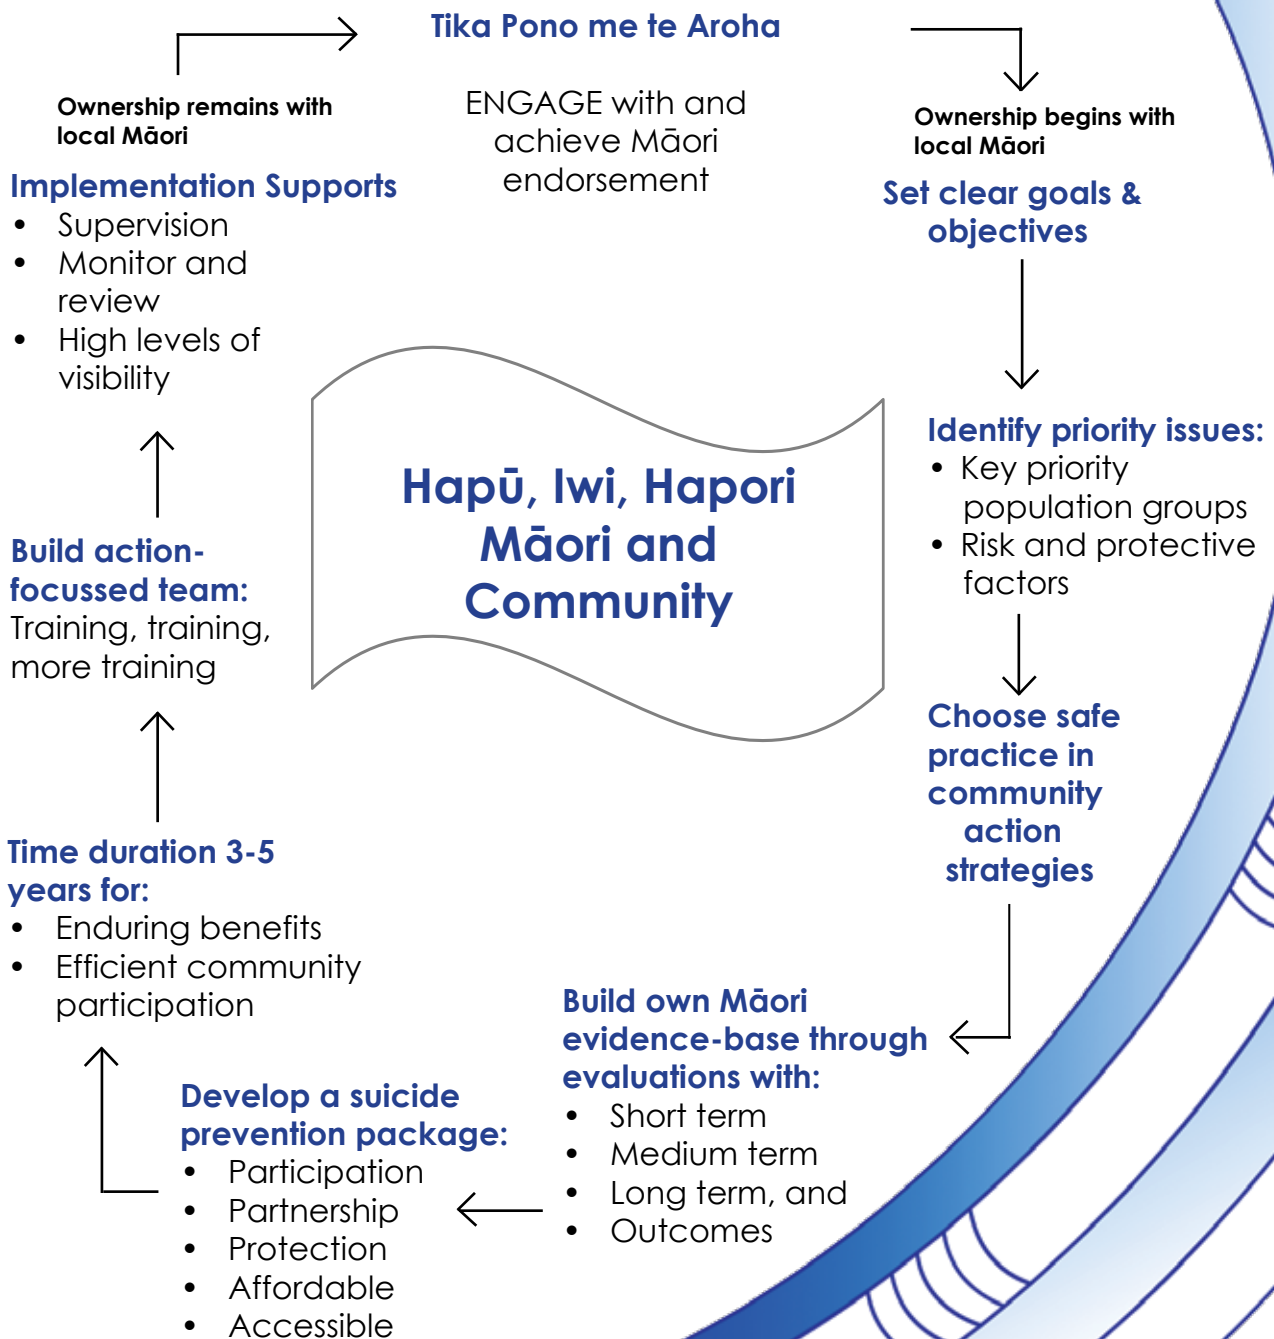 Tika Pono me te Aroha
ENGAGE with and
achieve Māori
endorsement
Ownership begins with
local Māori
Set clear goals &
objectives
Identify priority issues:
• Key priority
population groups
• Risk and protective
factors
Choose safe
practice in
community
action
strategies
Build own Māori
evidence-base through
evaluations with:
• Short term
• Medium term
• Long term, and
• Outcomes
Develop a suicide
prevention package:
• Participation
• Partnership
• Protection
• Affordable
• Accessible
Time duration 3-5
years for:
• Enduring benefits
• Efficient community
participation
Build action-
focussed team:
Training, training,
more training
Ownership remains with
local Māori
Implementation Supports
• Supervision
• Monitor and
review
• High levels of
visibility
Hapū, Iwi, Hapori
Māori and
Community